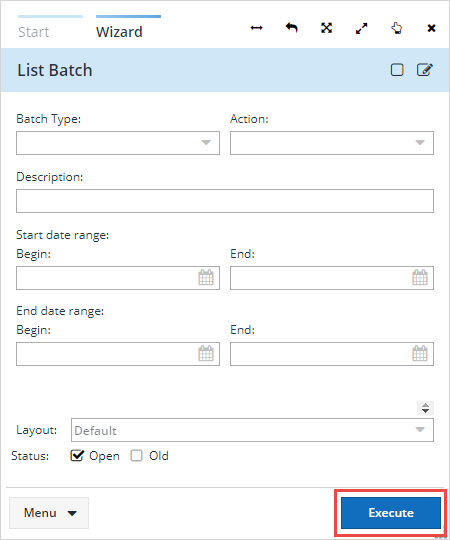 Start Wizard
List Batch
Batch Type: Action:
Description:
Start date range:
Begin: End:
End date range:
Begin: End:
Layout: Default
Status: Open Old
Menu Execute